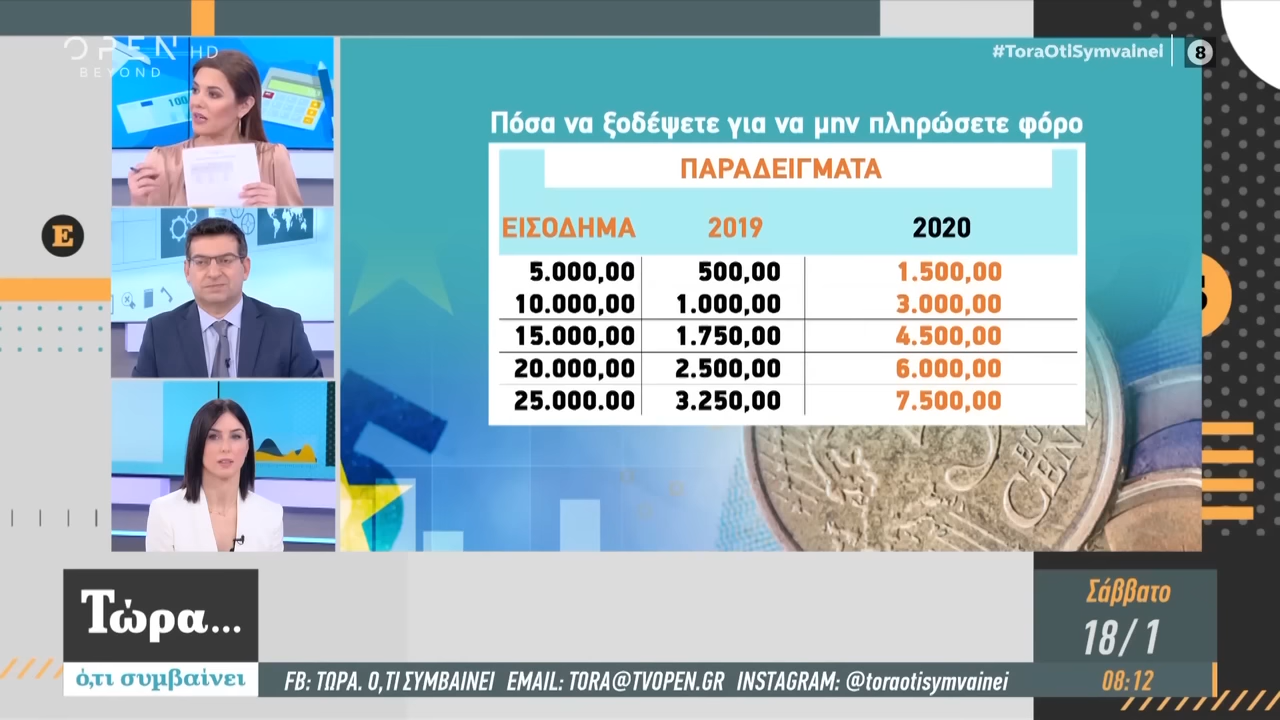 OPEN HD
BEYOND
100
#ToraOtISymvaIneI
8
Πόσα να ξοδέψετε για να μην πληρώσετε φόρο
ΠΑΡΑΔΕΙΓΜΑΤΑ
ΕΙΣΟΔΗΜΑ 2019 2020
5.000,00 500,00 1.500,00
10.000,00 1.000,00 3.000,00
15.000,00 1.750,00 4.500,00
20.000,00 2.500,00 6.000,00
25.000.00 3.250,00 7.500,00
E
Τώρα...
ό,τι συμβαίνει
Σάββατο
18/1
08:12
FB: ΤΩΡΑ. Ο,ΤΙ ΣΥΜΒΑΙΝΕΙ EMAIL: TORA@TVOPEN.GR INSTAGRAM: @toraotisymvainei